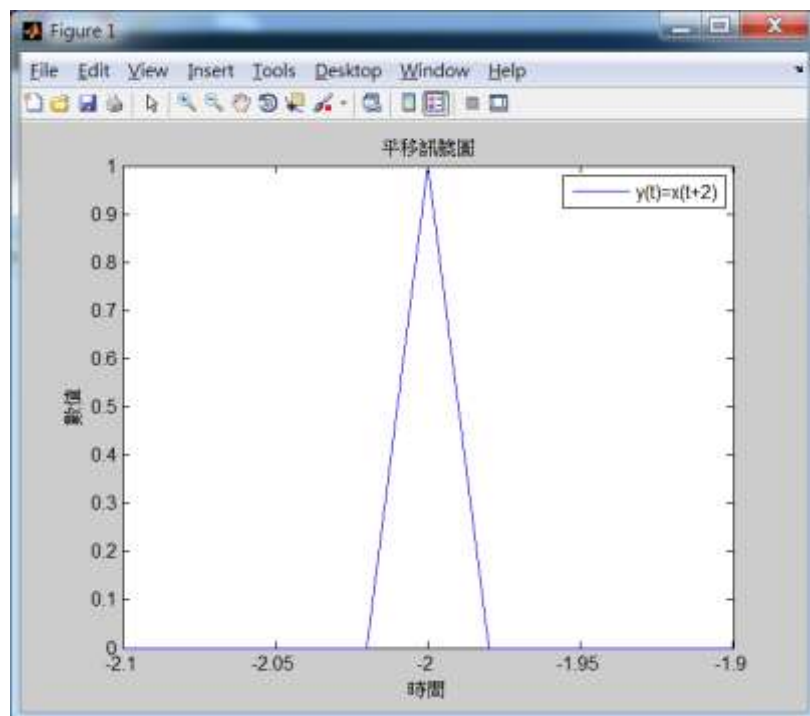 Figure 1
File Edit View Insert Tools Desktop Window Help
平移訊號圖
y(t)=x(t+2)
1
0.9
0.8
0.7
0.6
0.5
0.4
0.3
0.2
0.1
0
數值
-2.1 -2.05 -2 -1.95 -1.9
時間